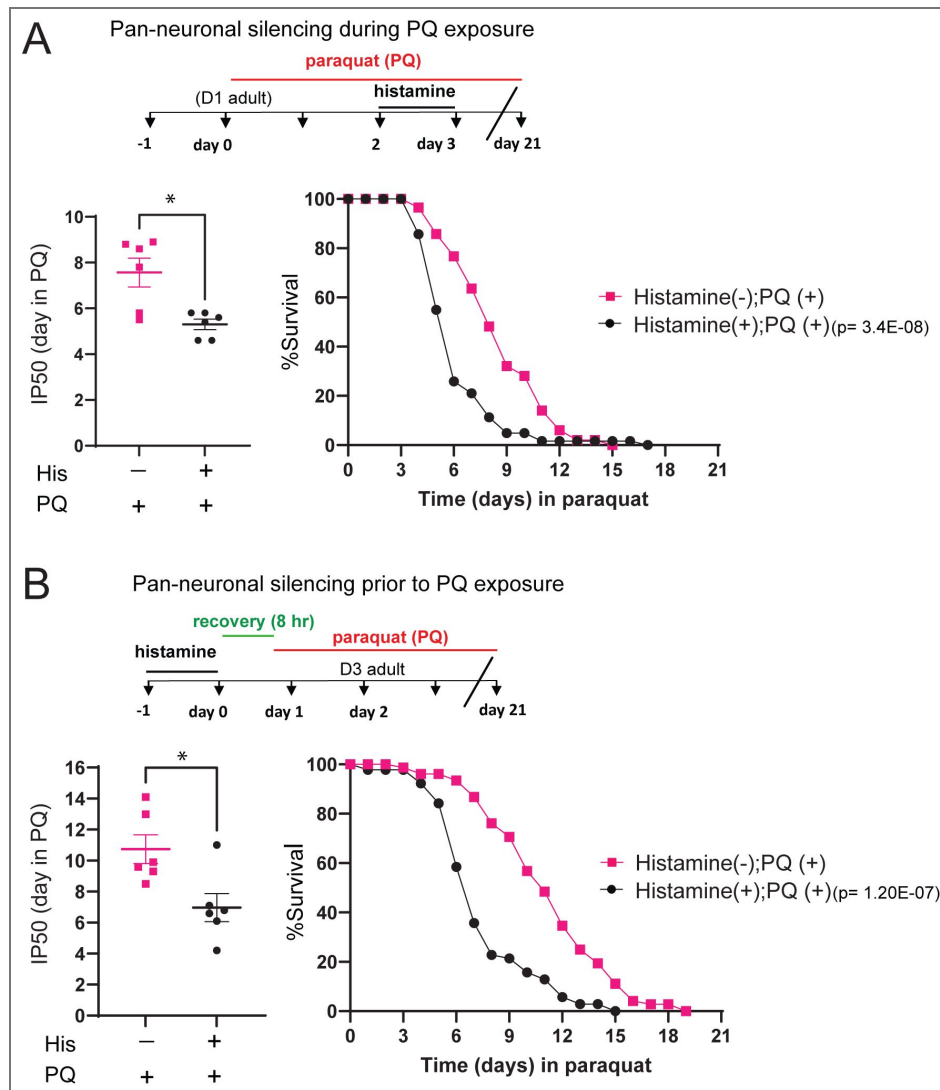 A
Pan-neuronal silencing during PQ exposure
paraquat (PQ)
histamine
(D1 adult)
-1 day 0 2 day 3 day 21
*
10
8
6
4
2
0
IP50 (day in PQ)
His — +
PQ + +
100
80
60
40
20
0
%Survival
0 3 6 9 12 15 18 21
Time (days) in paraquat
Histamine(-);PQ (+)
Histamine(+);PQ (+)(p= 3.4E-08)
B
Pan-neuronal silencing prior to PQ exposure
recovery (8 hr)
paraquat (PQ)
histamine
D3 adult
-1 day 0 day 1 day 2 day 21
*
16
14
12
10
8
6
4
2
0
IP50 (day in PQ)
His — +
PQ + +
100
80
60
40
20
0
%Survival
0 3 6 9 12 15 18 21
Time (days) in paraquat
Histamine(-);PQ (+)
Histamine(+);PQ (+)(p= 1.20E-07)